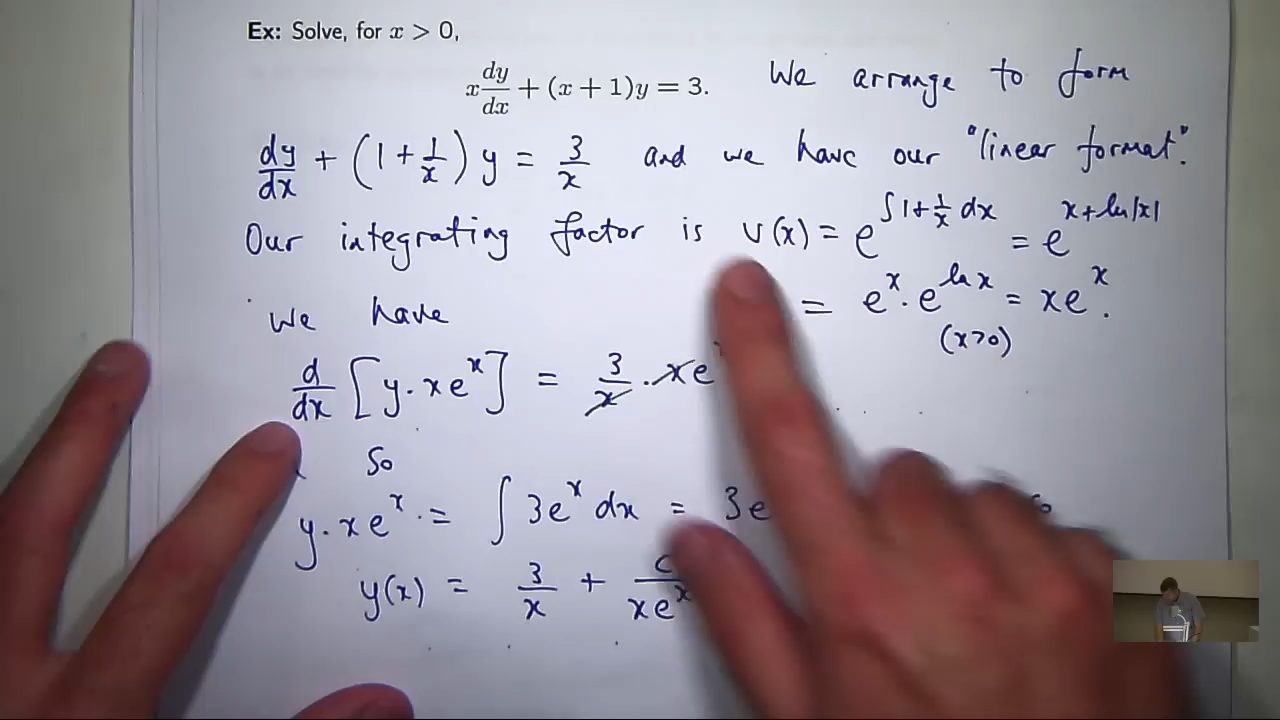 Ex: Solve, for x > 0,
x dy/dx + (x + 1)y = 3. We arrange to form
dy/dx + (1 + 1/x) y = 3/x and we have our "linear format".
Our integrating factor is v(x) = e^{∫1+1/x dx} = e^{x+ln|x|}
= e^x · e^{ln x} = xe^x.
We have (x>0)
d/dx [y · xe^x] = 3/x · xe
So
y · xe^x = ∫ 3e^x dx = 3e
y(x) = 3/x + c/(xe^x)